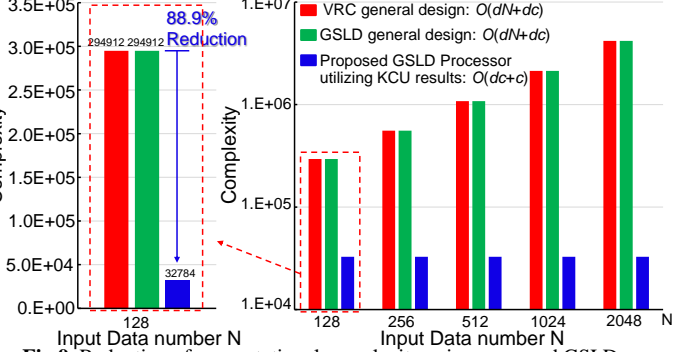 3.5E+05
2.5E+05
2.0E+05
1.5E+05
1.0E+05
5.0E+04
0.E+00
294912 294912
88.9%
Reduction
32784
128
Input Data number N
Complexity
1.E+07
1.E+06
1.E+05
1.E+04
VRC general design: O(dN+dc)
GSLD general design: O(dN+dc)
Proposed GSLD Processor
utilizing KCU results: O(dc+c)
128 256 512 1024 2048 N
Input Data number N